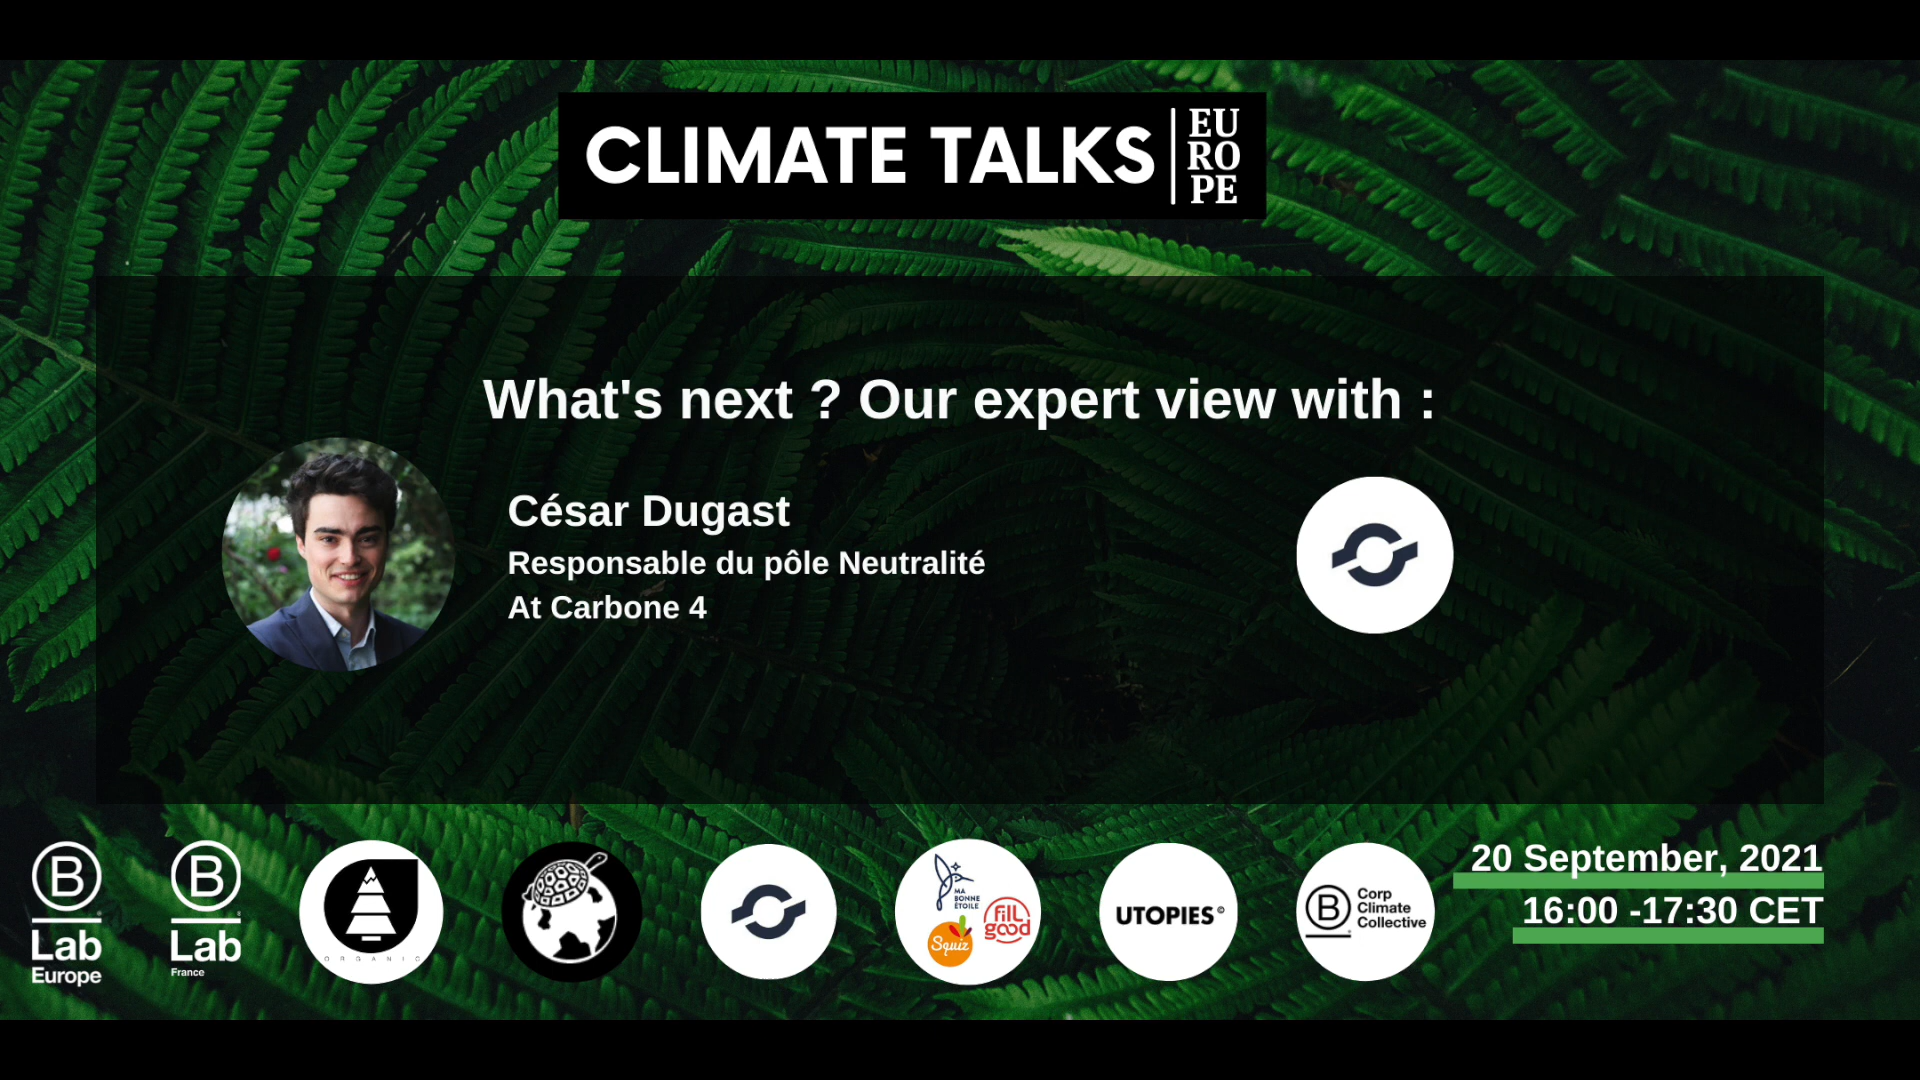 CLIMATE TALKS
EU
RO
PE
What's next ? Our expert view with :
César Dugast
Responsable du pôle Neutralité
At Carbone 4
B
Lab
Europe
B
Lab
France
ORGANIC
MA
BONNE
ÉTOILE
fiLL
good
Squiz
UTOPIES©
B
Corp
Climate
Collective
20 September, 2021
16:00 -17:30 CET